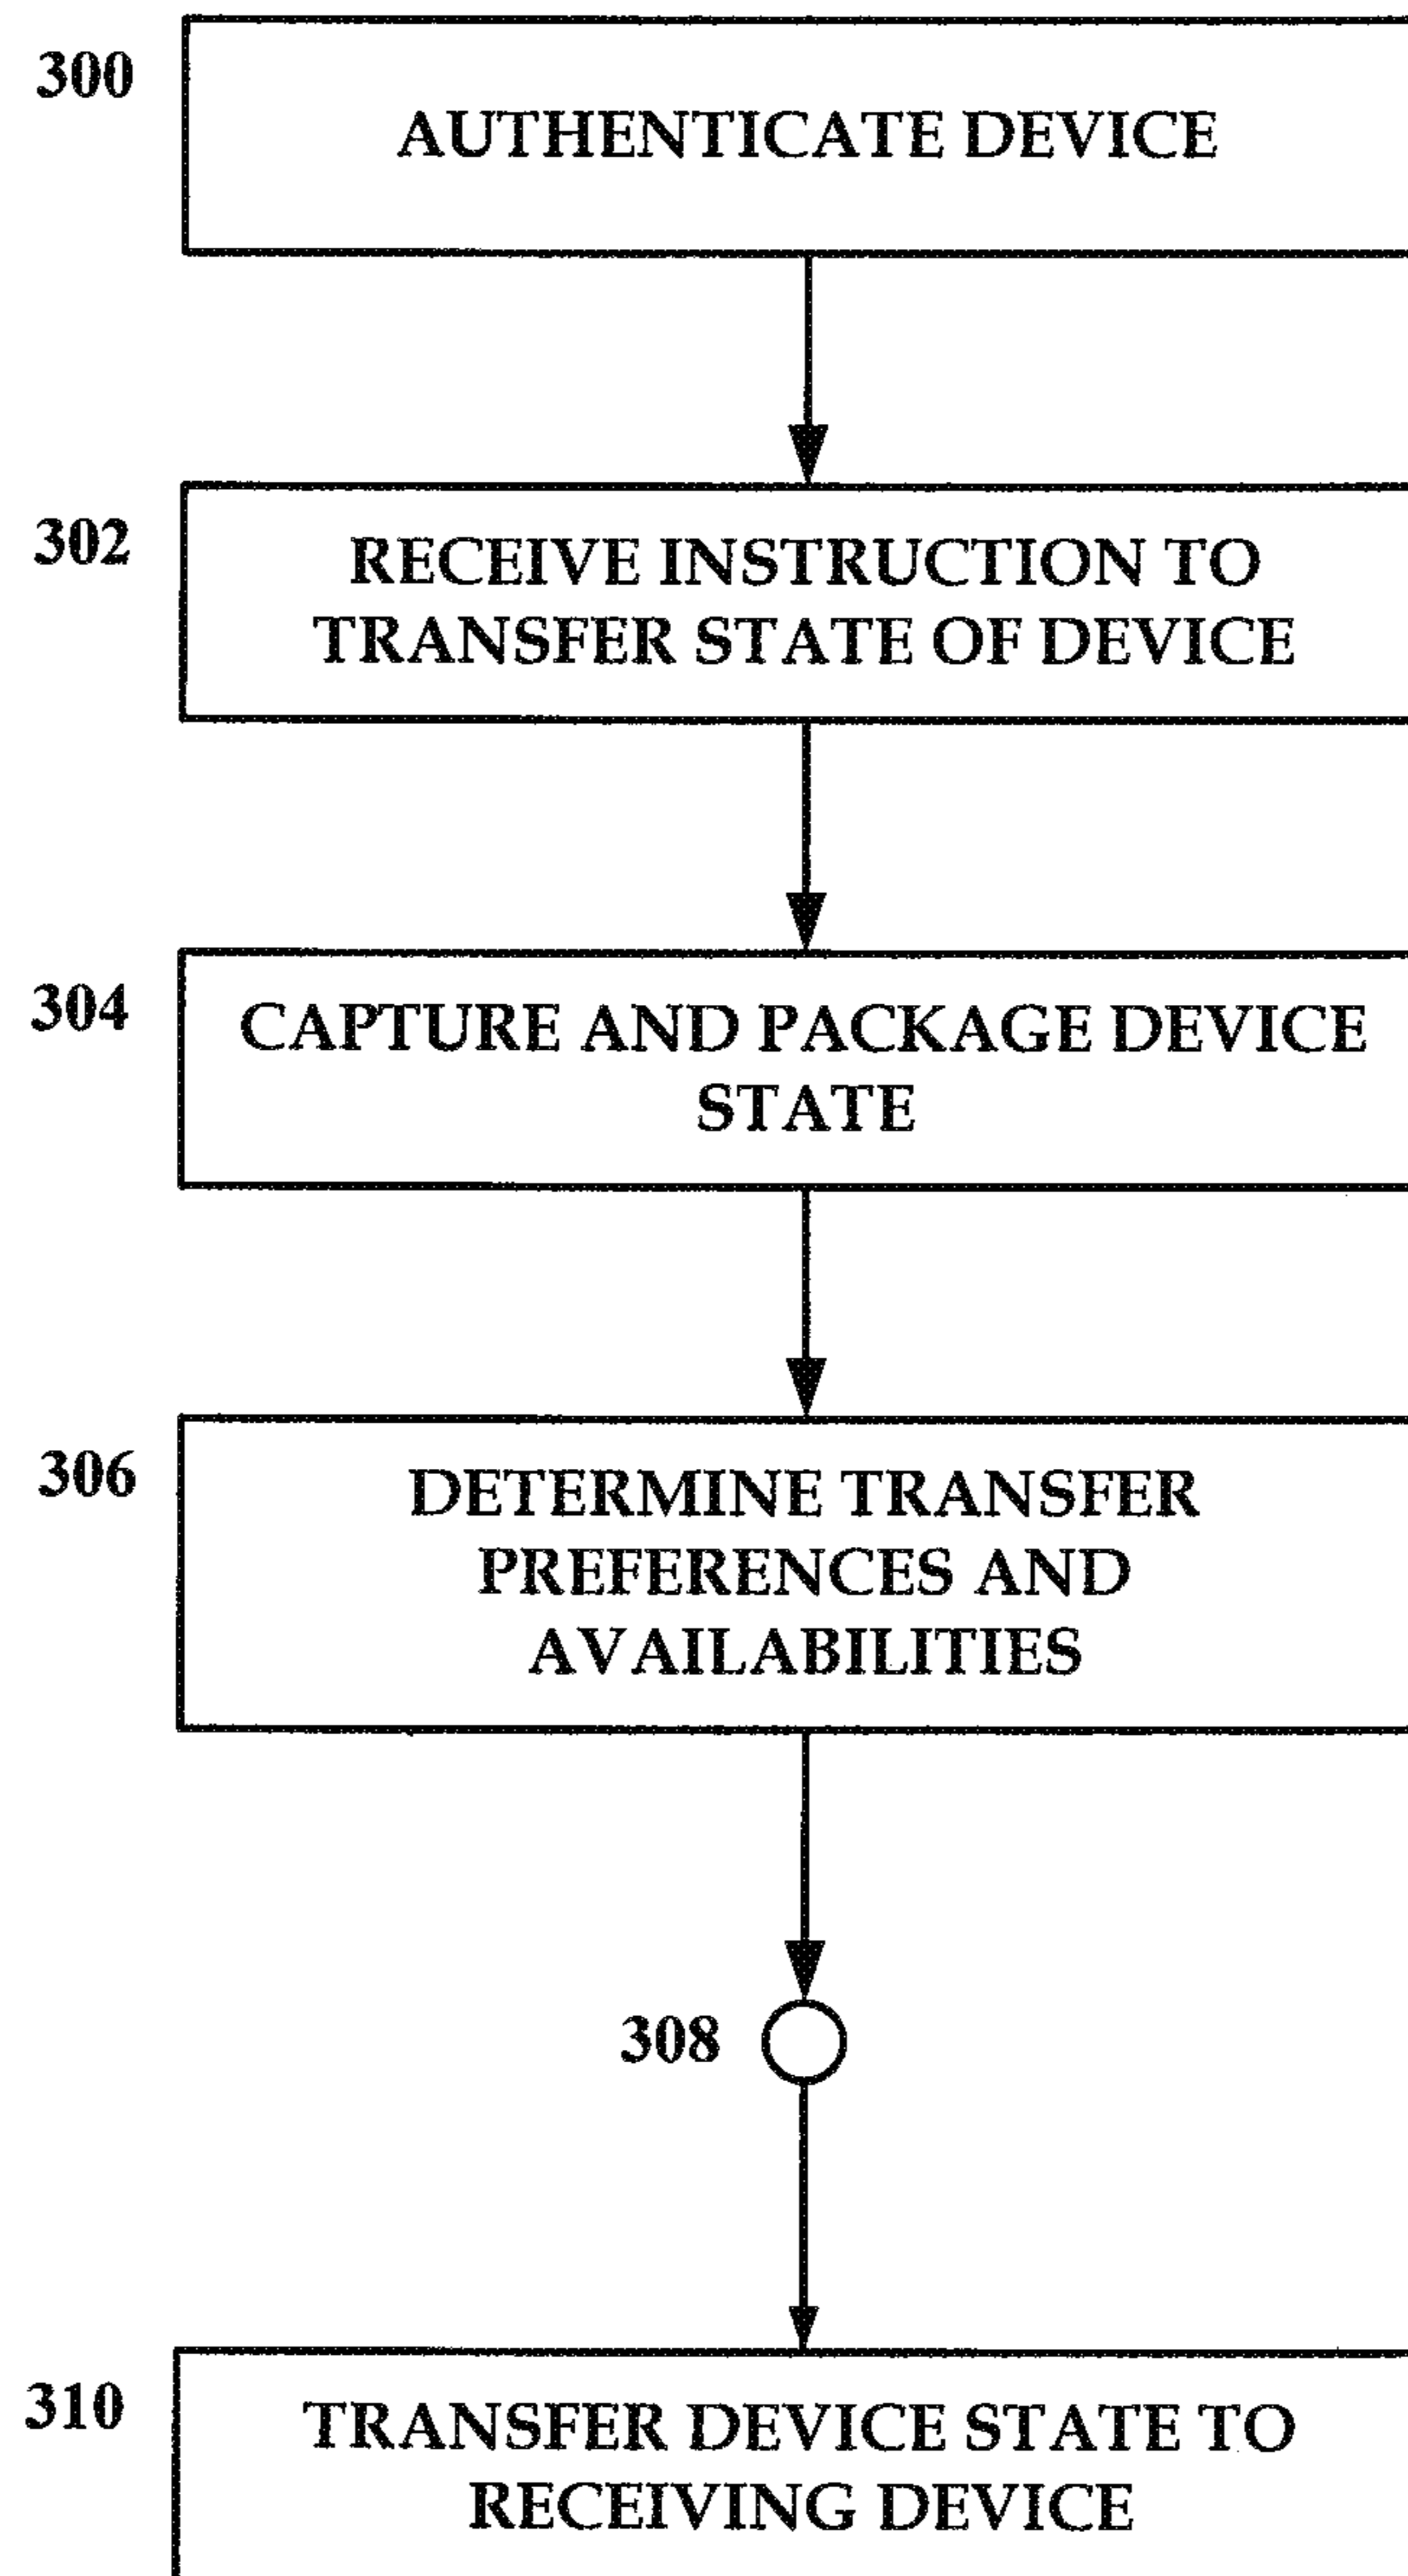 300
AUTHENTICATE DEVICE
302
RECEIVE INSTRUCTION TO
TRANSFER STATE OF DEVICE
304
CAPTURE AND PACKAGE DEVICE
STATE
306
DETERMINE TRANSFER
PREFERENCES AND
AVAILABILITIES
308
310
TRANSFER DEVICE STATE TO
RECEIVING DEVICE